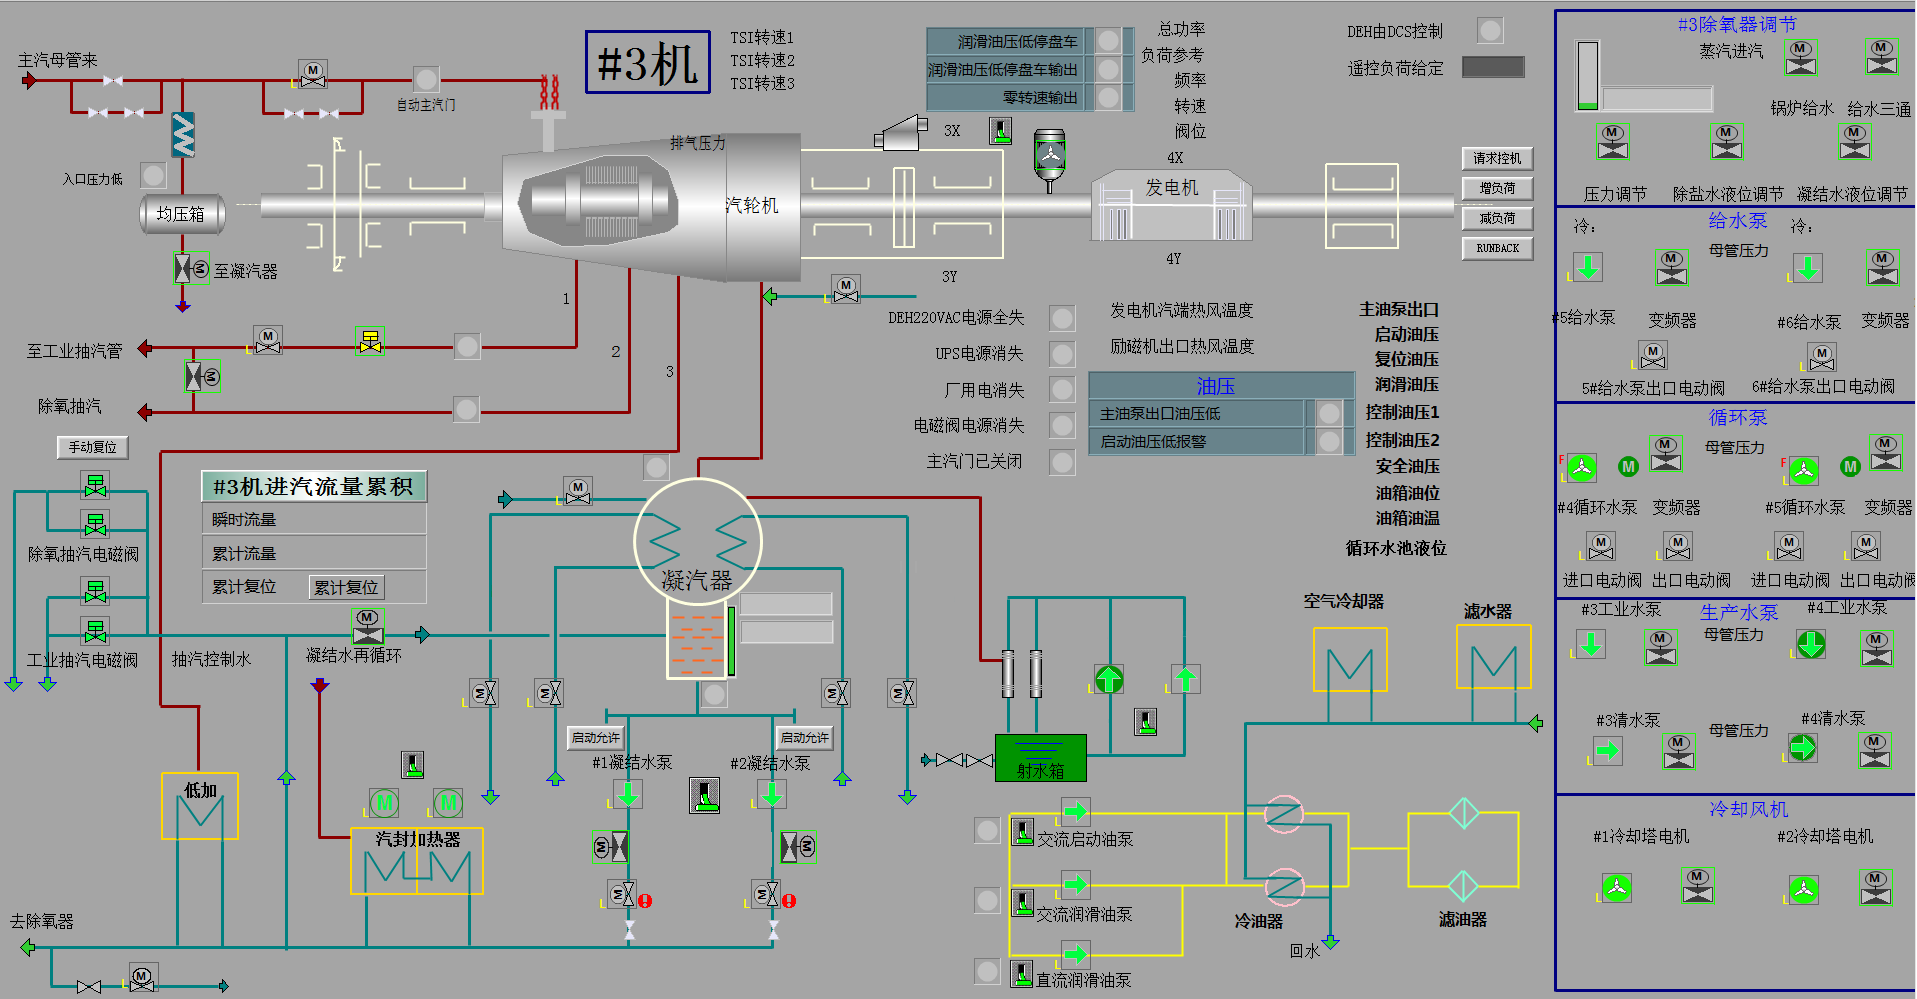 主汽母管来
自动主汽门
入口压力低
均压箱
至凝汽器
#3机
TSI转速1
TSI转速2
TSI转速3
润滑油压低停盘车
润滑油压低停盘车输出
零转速输出
总功率
负荷参考
频率
转速
阀位
DEH由DCS控制
遥控负荷给定
排气压力
汽轮机
3X
3Y
4X
发电机
4Y
请求控机
增负荷
减负荷
RUNBACK
1
2
3
至工业抽汽管
除氧抽汽
手动复位
除氧抽汽电磁阀
工业抽汽电磁阀
#3机进汽流量累积
瞬时流量
累计流量
累计复位
累计复位
抽汽控制水
凝结水再循环
凝汽器
DEH220VAC电源全失
UPS电源消失
厂用电消失
电磁阀电源消失
主汽门已关闭
发电机汽端热风温度
励磁机出口热风温度
油压
主油泵出口油压低
启动油压低报警
主油泵出口
启动油压
复位油压
润滑油压
控制油压1
控制油压2
安全油压
油箱油位
油箱油温
循环水池液位
启动允许
启动允许
#1凝结水泵
#2凝结水泵
低加
汽封加热器
去除氧器
射水箱
空气冷却器
滤水器
交流启动油泵
交流润滑油泵
直流润滑油泵
冷油器
回水
滤油器
#3除氧器调节
蒸汽进汽
锅炉给水
给水三通
压力调节
除盐水液位调节
凝结水液位调节
给水泵
冷:
母管压力
冷:
#5给水泵
变频器
#6给水泵
变频器
5#给水泵出口电动阀
6#给水泵出口电动阀
循环泵
母管压力
#4循环水泵
变频器
#5循环水泵
变频器
进口电动阀
出口电动阀
进口电动阀
出口电动阀
生产水泵
#3工业水泵
母管压力
#4工业水泵
#3清水泵
母管压力
#4清水泵
冷却风机
#1冷却塔电机
#2冷却塔电机